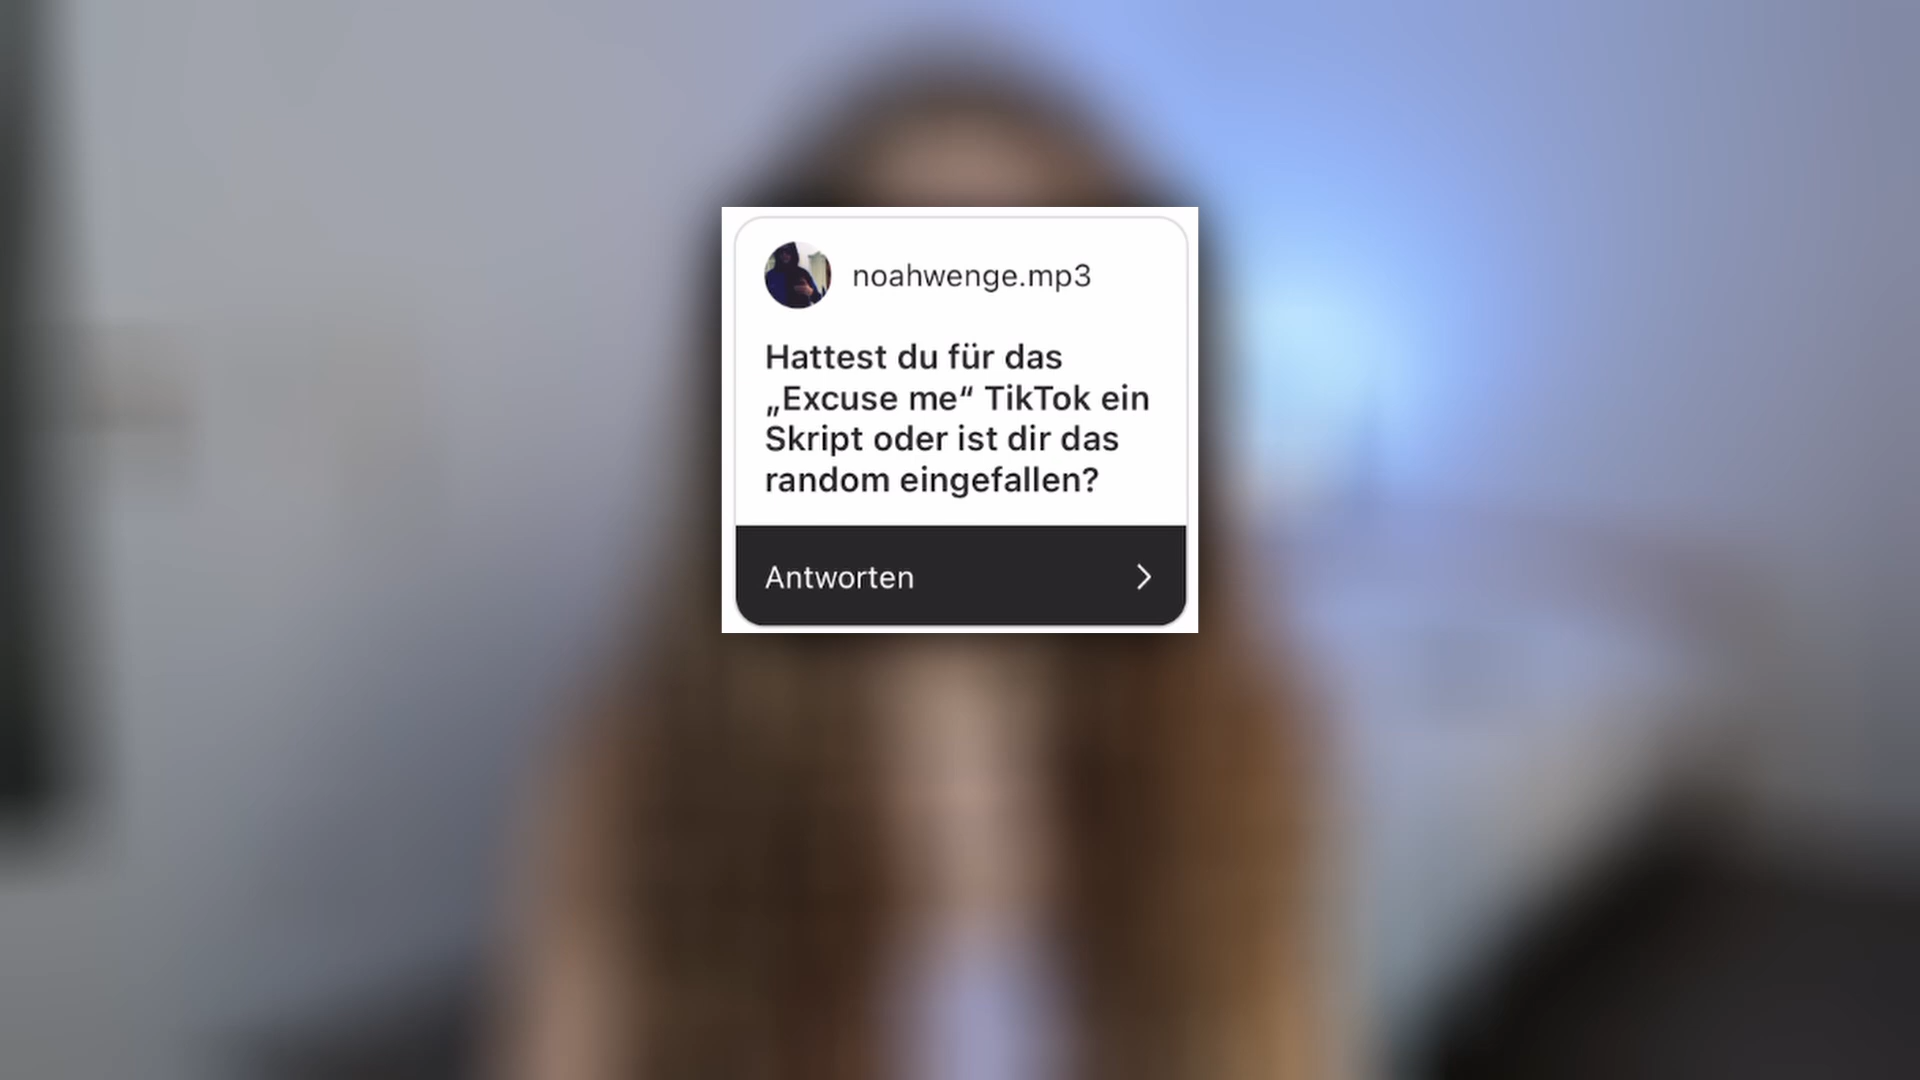 noahwenge.mp3
Hattest du für das
„Excuse me“ TikTok ein
Skript oder ist dir das
random eingefallen?
Antworten